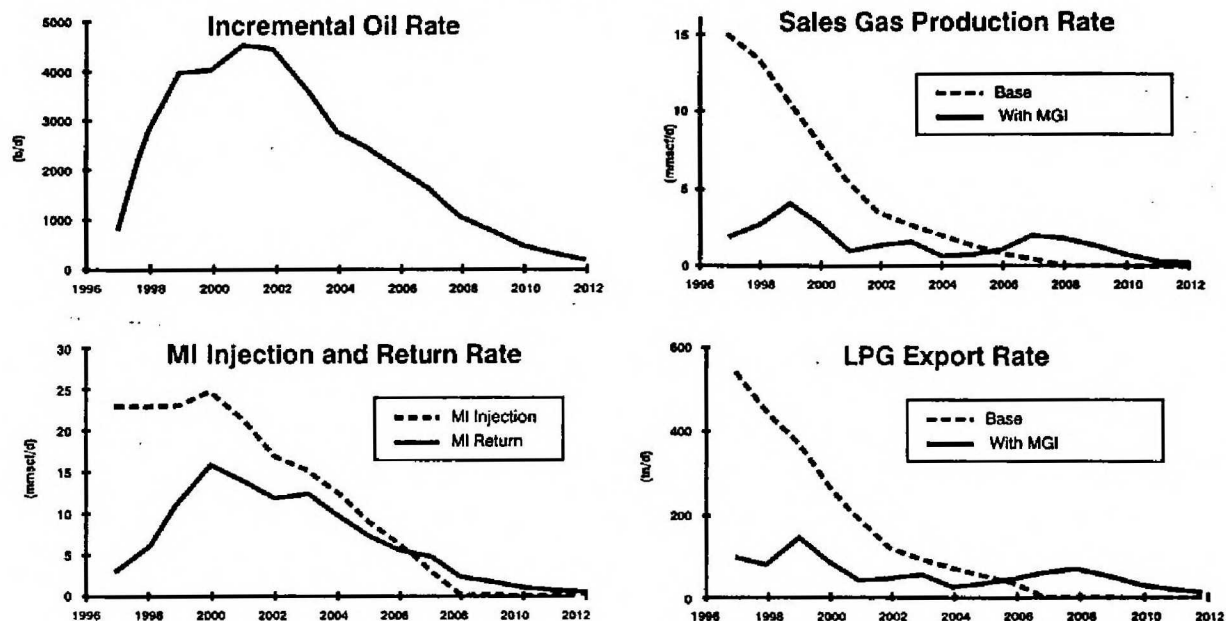 Incremental Oil Rate
5000
4000
3000
2000
1000
0
(b/d)
1996 1998 2000 2002 2004 2006 2008 2010 2012
Sales Gas Production Rate
15
10
5
0
(mmscf/d)
Base
With MGI
1996 1998 2000 2002 2004 2006 2008 2010 2012
MI Injection and Return Rate
30
25
20
15
10
5
0
(mmscf/d)
MI Injection
MI Return
1996 1998 2000 2002 2004 2006 2008 2010 2012
LPG Export Rate
600
400
200
0
(tn/d)
Base
With MGI
1996 1998 2000 2002 2004 2006 2008 2010 2012